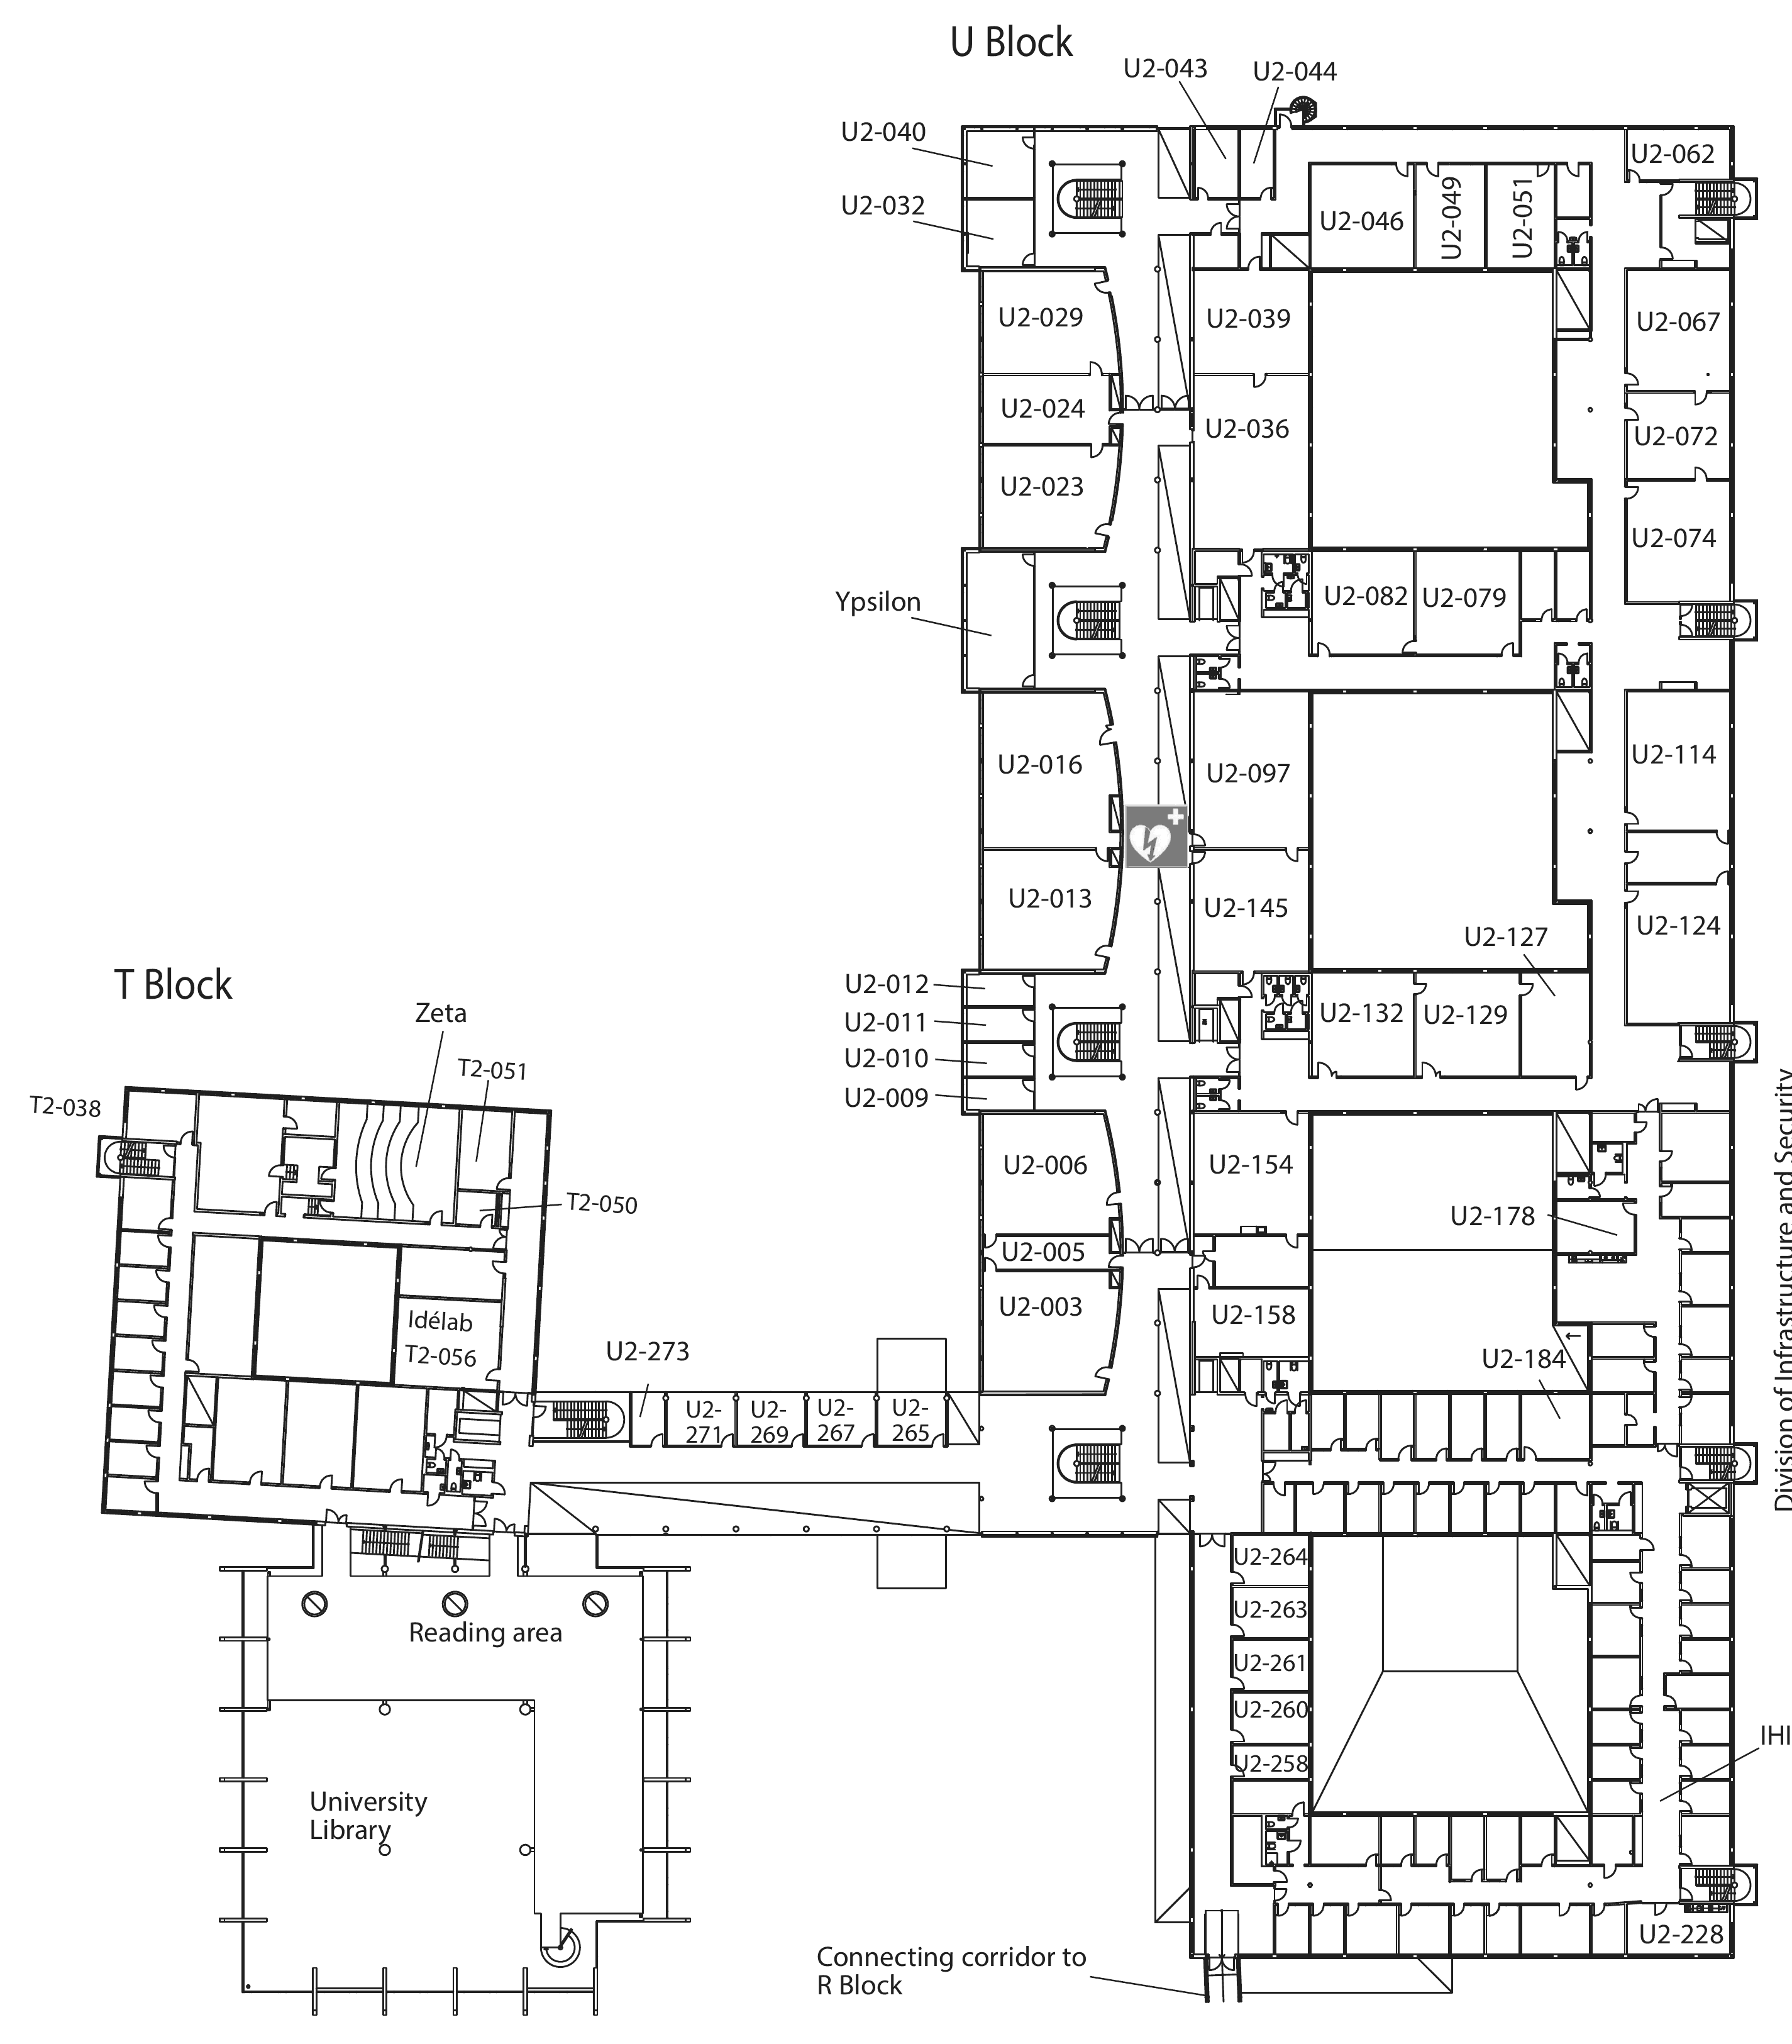 U Block
U2-043
U2-044
U2-040
U2-062
U2-032
U2-046
U2-049
U2-051
U2-029
U2-039
U2-067
U2-024
U2-036
U2-072
U2-023
U2-074
Ypsilon
U2-082
U2-079
U2-016
U2-097
U2-114
U2-013
U2-145
U2-124
U2-127
T Block
U2-012
U2-011
U2-010
U2-009
U2-132
U2-129
Zeta
T2-051
T2-038
T2-050
U2-006
U2-154
U2-178
U2-005
U2-003
U2-158
Division of Infrastructure and Security
Idélab
T2-056
U2-273
U2-184
U2-
271
U2-
269
U2-
267
U2-
265
U2-264
U2-263
U2-261
U2-260
U2-258
Reading area
IHI
University
Library
U2-228
Connecting corridor to
R Block